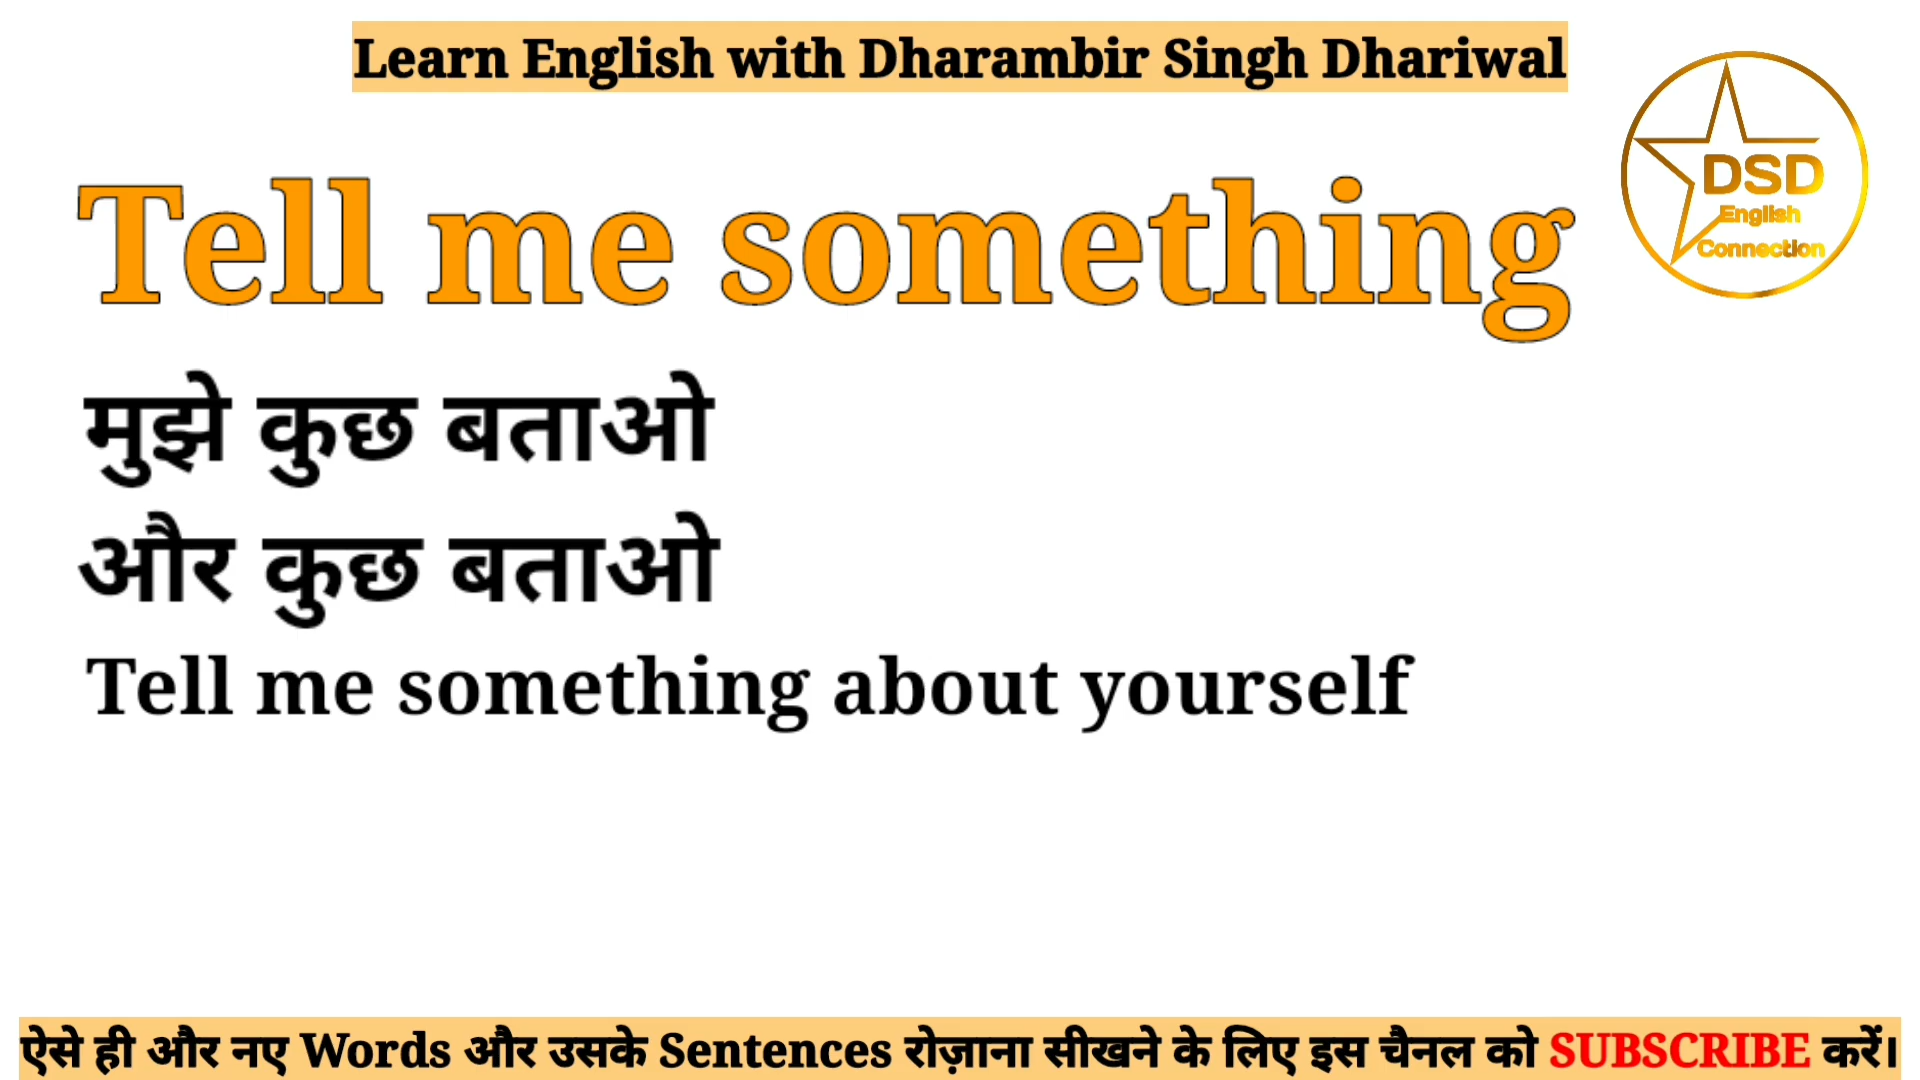 Learn English with Dharambir Singh Dhariwal
DSD
English
Connection
Tell me something
मुझे कुछ बताओ
और कुछ बताओ
Tell me something about yourself
ऐसे ही और नए Words और उसके Sentences रोज़ाना सीखने के लिए इस चैनल को SUBSCRIBE करें।